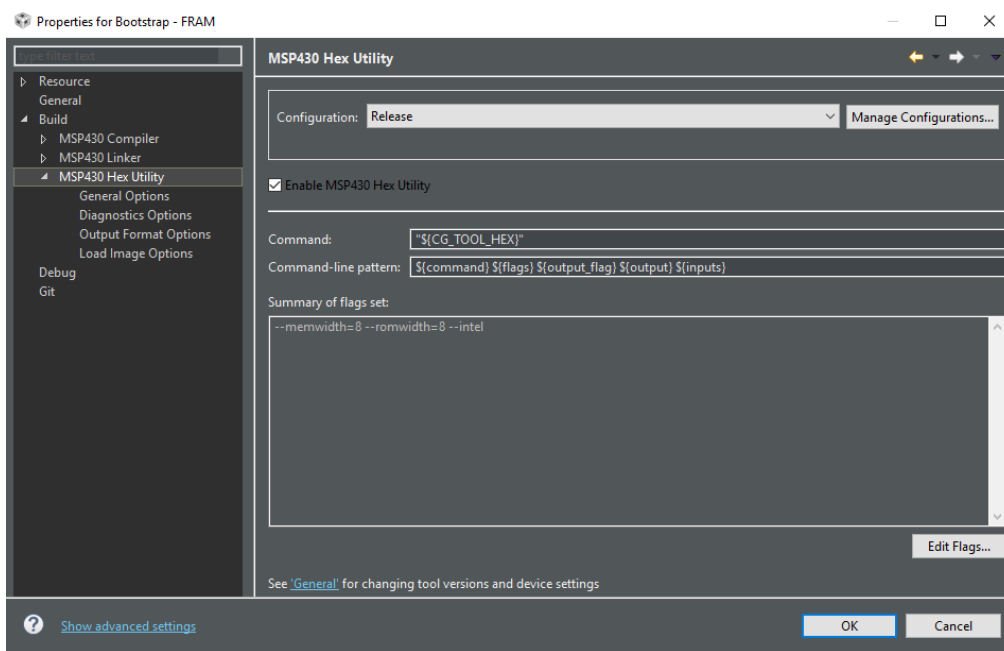 Properties for Bootstrap - FRAM
type filter text
Resource
General
Build
MSP430 Compiler
MSP430 Linker
MSP430 Hex Utility
General Options
Diagnostics Options
Output Format Options
Load Image Options
Debug
Git
MSP430 Hex Utility
Configuration: Release
Manage Configurations...
Enable MSP430 Hex Utility
Command: "${CG_TOOL_HEX}"
Command-line pattern: ${command} ${flags} ${output_flag} ${output} ${inputs}
Summary of flags set:
--memwidth=8 --romwidth=8 --intel
Edit Flags...
See 'General' for changing tool versions and device settings
? Show advanced settings
OK
Cancel